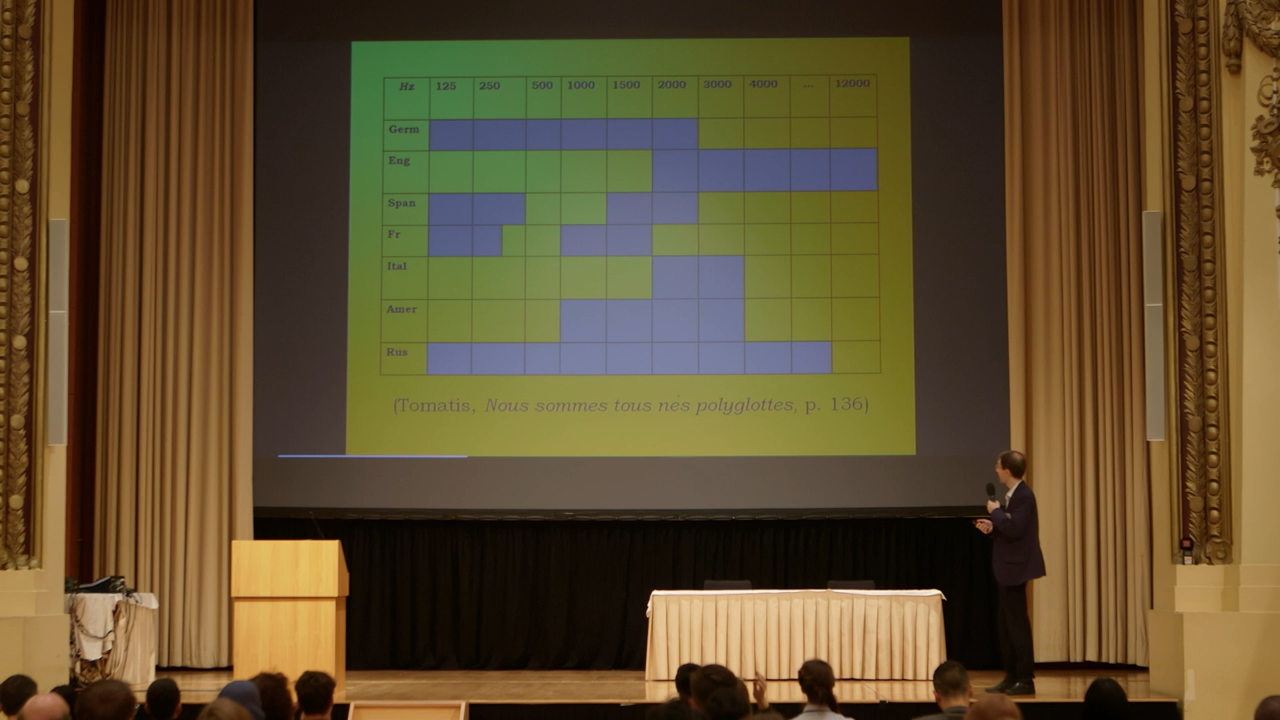 Hz 125 250 500 1000 1500 2000 3000 4000 ... 12000
Germ
Eng
Span
Fr
Ital
Amer
Rus
(Tomatis, Nous sommes tous nés polyglottes, p. 136)